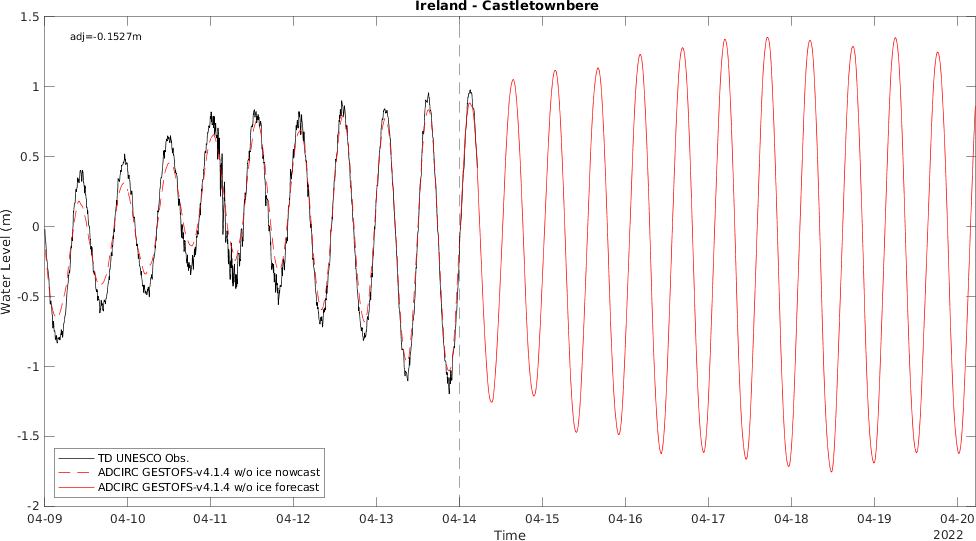 Ireland - Castletownbere
adj=-0.1527m
1.5
1
0.5
0
-0.5
-1
-1.5
-2
Water Level (m)
TD UNESCO Obs.
ADCIRC GESTOFS-v4.1.4 w/o ice nowcast
ADCIRC GESTOFS-v4.1.4 w/o ice forecast
04-09 04-10 04-11 04-12 04-13 04-14 04-15 04-16 04-17 04-18 04-19 04-20
Time
2022